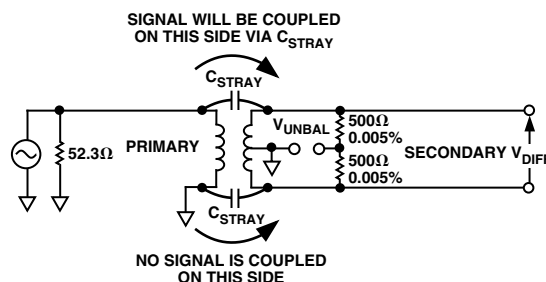 SIGNAL WILL BE COUPLED
ON THIS SIDE VIA CSTRAY
CSTRAY
VUNBAL
500Ω
0.005%
PRIMARY
52.3Ω
500Ω
0.005%
SECONDARY VDIFF
CSTRAY
NO SIGNAL IS COUPLED
ON THIS SIDE